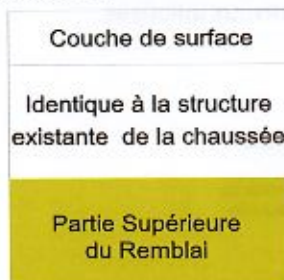 Couche de surface
Identique à la structure
existante de la chaussée
Partie Supérieure
du Remblai